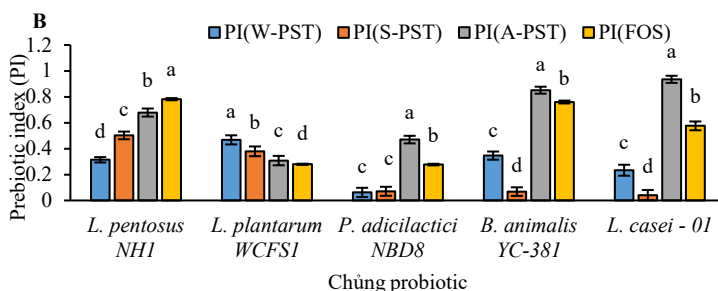 B
PI(W-PST) PI(S-PST) PI(A-PST) PI(FOS)
Prebiotic index (PI)
1.2
1
0.8
0.6
0.4
0.2
0
d c b a
a b c d
c c a b
c d a b
c d a b
L. pentosus NH1
L. plantarum WCFS1
P. adicilactici NBD8
B. animalis YC-381
L. casei - 01
Chủng probiotic